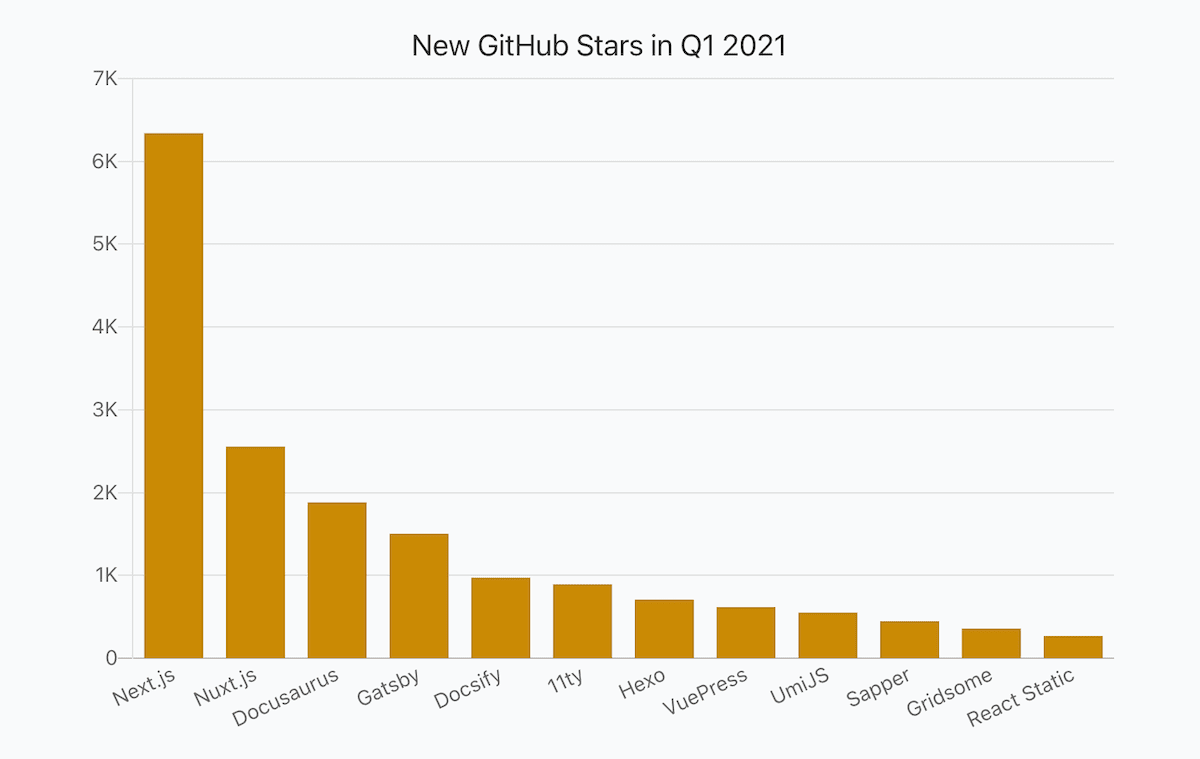 New GitHub Stars in Q1 2021
7K
6K
5K
4K
3K
2K
1K
0
Next.js
Nuxt.js
Docusaurus
Gatsby
Docsify
11ty
Hexo
VuePress
UmiJS
Sapper
Gridsome
React Static